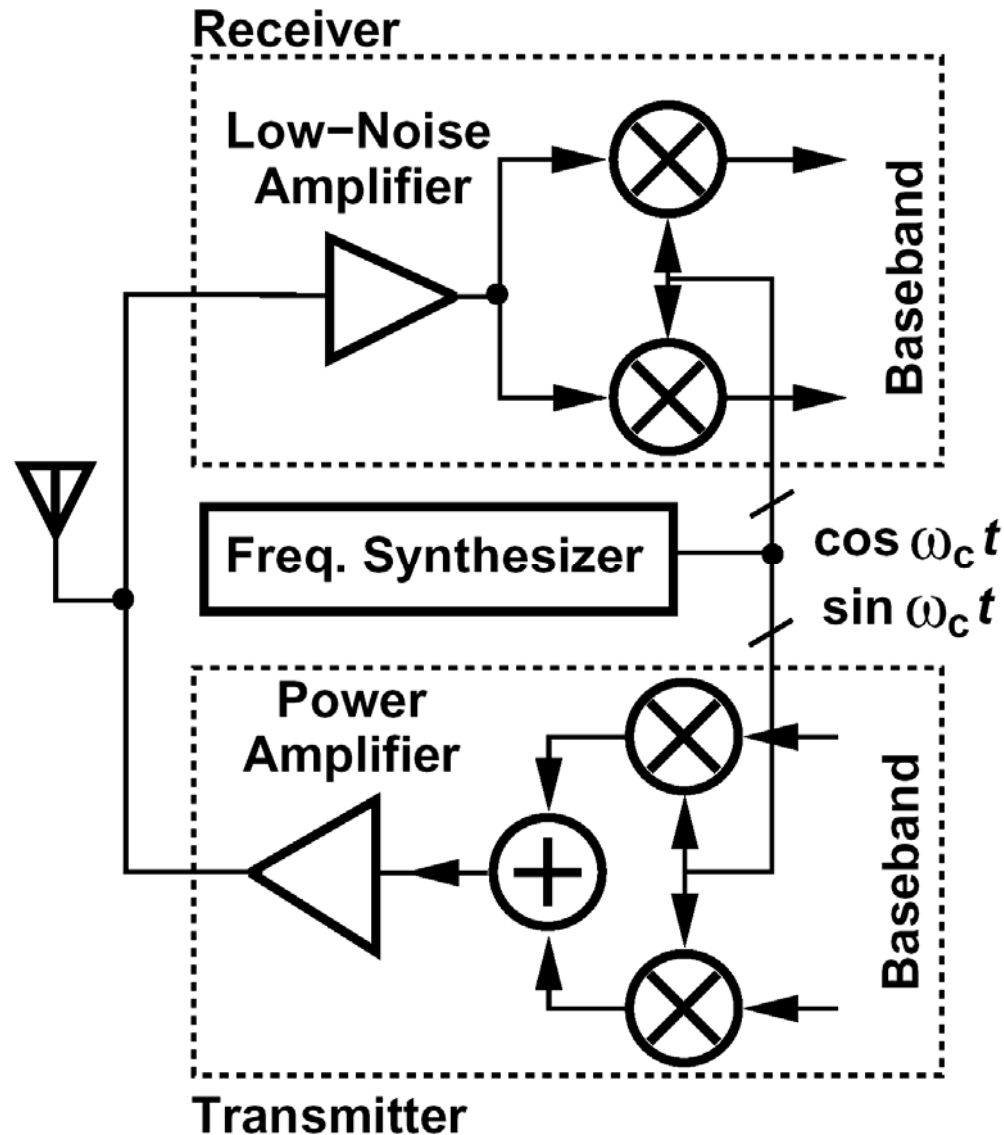 Receiver
Low−Noise
Amplifier
Baseband
Freq. Synthesizer
cos ωc t
sin ωc t
Power
Amplifier
Baseband
Transmitter